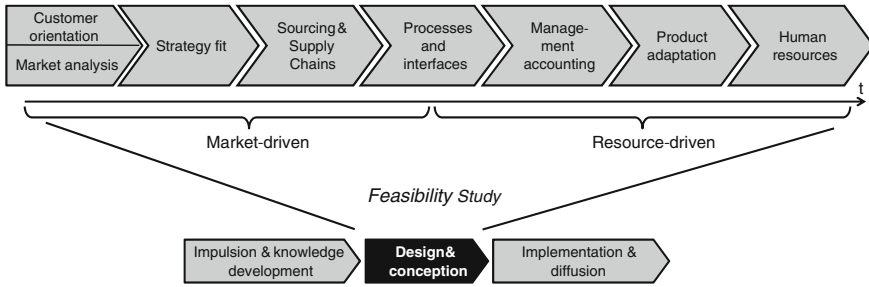 Customer
orientation
Market analysis
Strategy fit
Sourcing &
Supply
Chains
Processes
and
interfaces
Manage-
ment
accounting
Product
adaptation
Human
resources
t
Market-driven
Resource-driven
Feasibility Study
Impulsion & knowledge
development
Design&
conception
Implementation &
diffusion